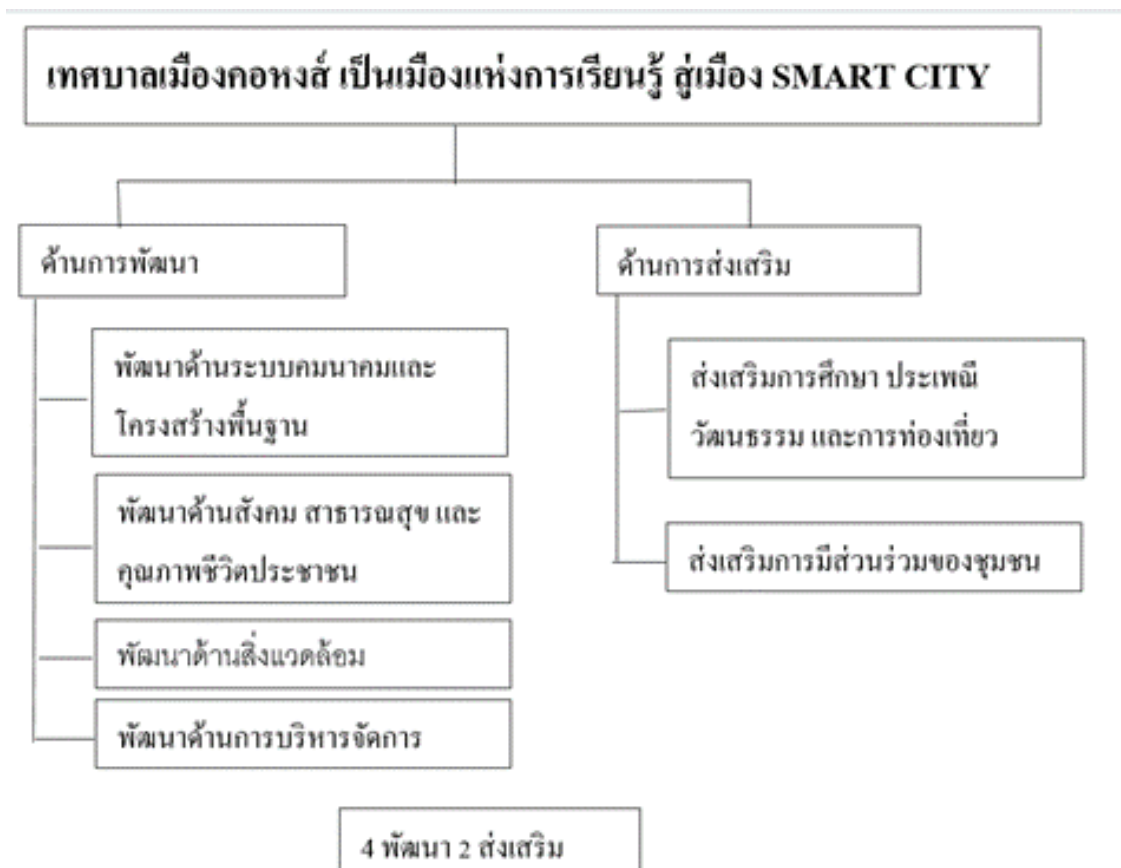 เทศบาลเมืองคอหงส์ เป็นเมืองแห่งการเรียนรู้ สู่เมือง SMART CITY
ด้านการพัฒนา
พัฒนาด้านระบบคมนาคมและ
โครงสร้างพื้นฐาน
พัฒนาด้านสังคม สาธารณสุข และ
คุณภาพชีวิตประชาชน
พัฒนาด้านสิ่งแวดล้อม
พัฒนาด้านการบริหารจัดการ
ด้านการส่งเสริม
ส่งเสริมการศึกษา ประเพณี
วัฒนธรรม และการท่องเที่ยว
ส่งเสริมการมีส่วนร่วมของชุมชน
4 พัฒนา 2 ส่งเสริม